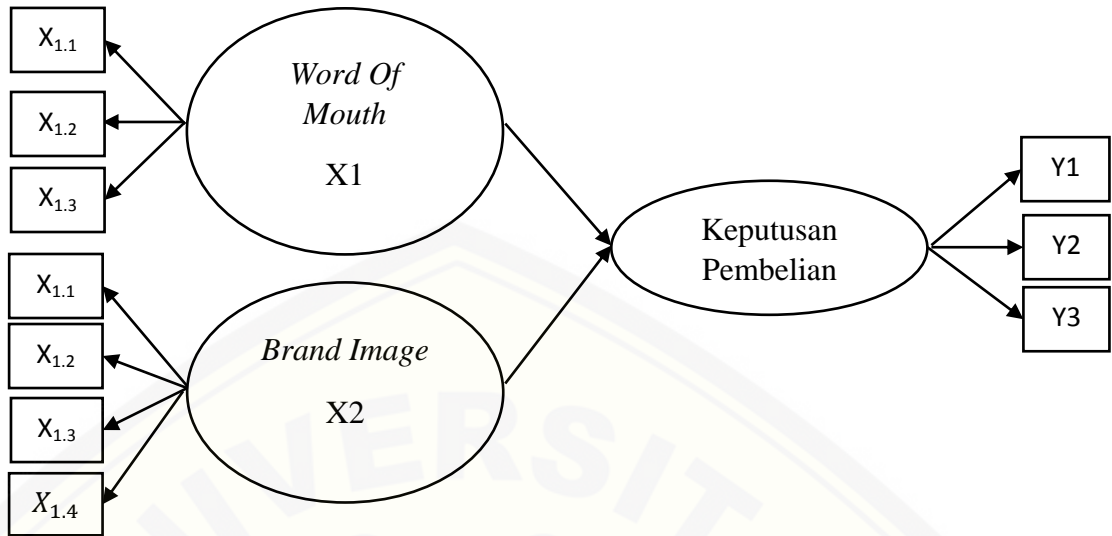 X1.1
X1.2
X1.3
Word Of
Mouth
X1
X1.1
X1.2
X1.3
X1.4
Brand Image
X2
Keputusan
Pembelian
Y1
Y2
Y3
UNIVERSIT